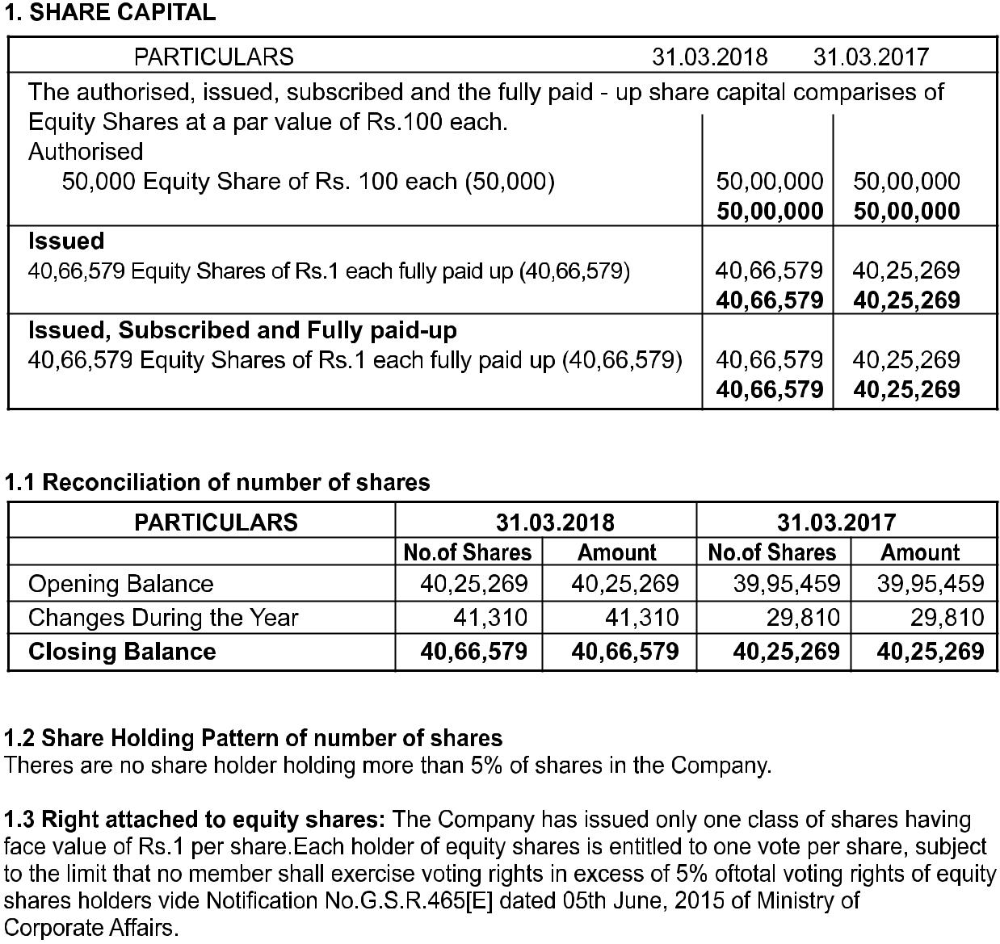 1. SHARE CAPITAL
PARTICULARS 31.03.2018 31.03.2017
The authorised, issued, subscribed and the fully paid - up share capital comparises of
Equity Shares at a par value of Rs.100 each.
Authorised
50,000 Equity Share of Rs. 100 each (50,000) 50,00,000 50,00,000
50,00,000 50,00,000
Issued
40,66,579 Equity Shares of Rs.1 each fully paid up (40,66,579) 40,66,579 40,25,269
40,66,579 40,25,269
Issued, Subscribed and Fully paid-up
40,66,579 Equity Shares of Rs.1 each fully paid up (40,66,579) 40,66,579 40,25,269
40,66,579 40,25,269
1.1 Reconciliation of number of shares
PARTICULARS 31.03.2018 31.03.2017
No.of Shares Amount No.of Shares Amount
Opening Balance 40,25,269 40,25,269 39,95,459 39,95,459
Changes During the Year 41,310 41,310 29,810 29,810
Closing Balance 40,66,579 40,66,579 40,25,269 40,25,269
1.2 Share Holding Pattern of number of shares
Theres are no share holder holding more than 5% of shares in the Company.
1.3 Right attached to equity shares: The Company has issued only one class of shares having
face value of Rs.1 per share.Each holder of equity shares is entitled to one vote per share, subject
to the limit that no member shall exercise voting rights in excess of 5% oftotal voting rights of equity
shares holders vide Notification No.G.S.R.465[E] dated 05th June, 2015 of Ministry of
Corporate Affairs.